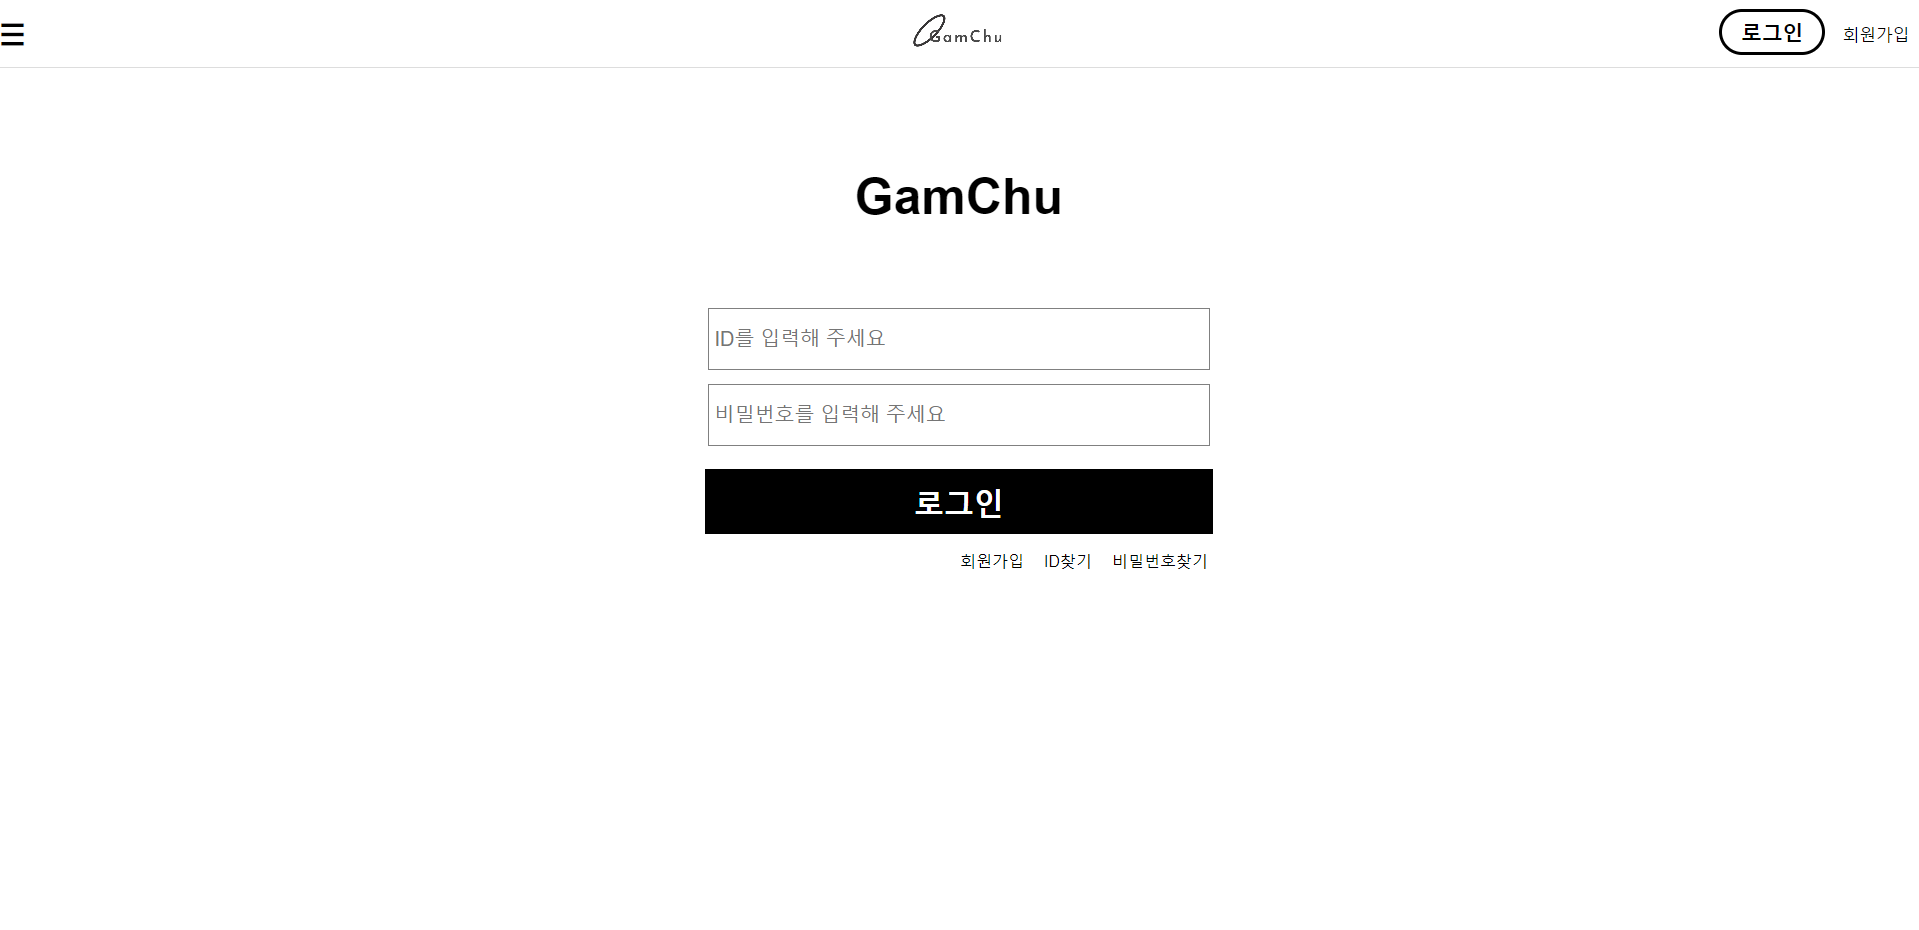 ☰ GamChu 로그인 회원가입
GamChu
ID를 입력해 주세요
비밀번호를 입력해 주세요
로그인
회원가입 ID찾기 비밀번호찾기